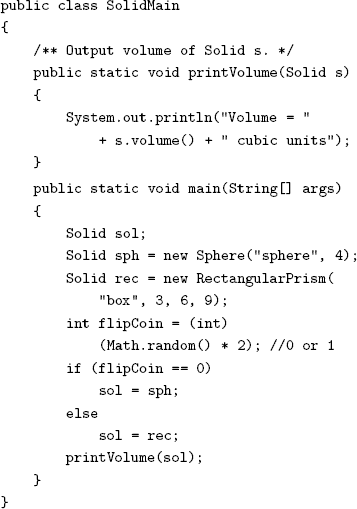 public class SolidMain
{
    /** Output volume of Solid s. */
    public static void printVolume(Solid s)
    {
        System.out.println("Volume = "
            + s.volume() + " cubic units");
    }
    public static void main(String[] args)
    {
        Solid sol;
        Solid sph = new Sphere("sphere", 4);
        Solid rec = new RectangularPrism(
            "box", 3, 6, 9);
        int flipCoin = (int)
            (Math.random() * 2); //0 or 1
        if (flipCoin == 0)
            sol = sph;
        else
            sol = rec;
        printVolume(sol);
    }
}